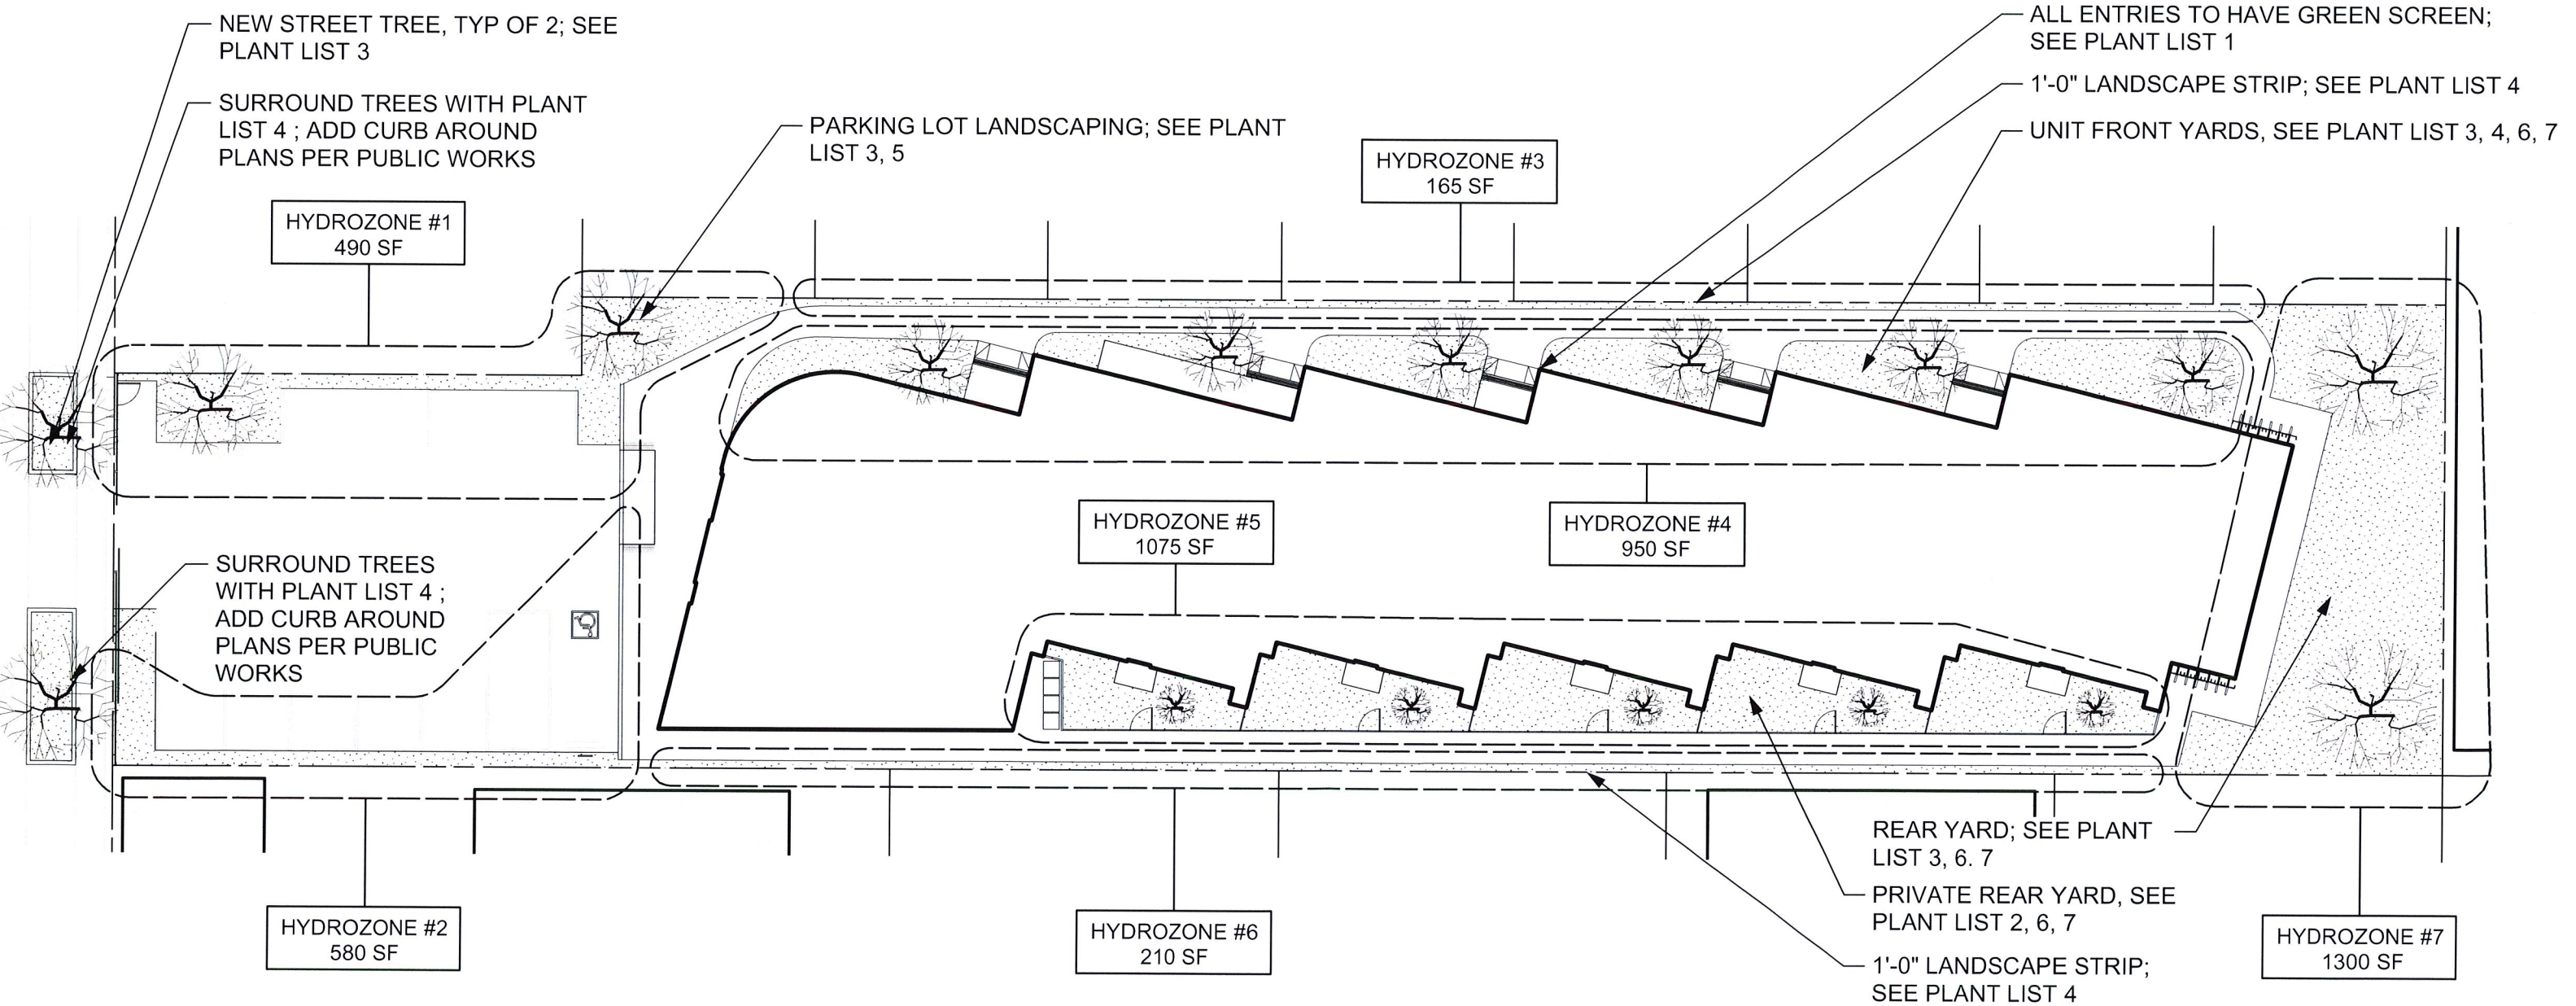 NEW STREET TREE, TYP OF 2; SEE
PLANT LIST 3
SURROUND TREES WITH PLANT
LIST 4 ; ADD CURB AROUND
PLANS PER PUBLIC WORKS
PARKING LOT LANDSCAPING; SEE PLANT
LIST 3, 5
ALL ENTRIES TO HAVE GREEN SCREEN;
SEE PLANT LIST 1
1'-0" LANDSCAPE STRIP; SEE PLANT LIST 4
UNIT FRONT YARDS, SEE PLANT LIST 3, 4, 6, 7
HYDROZONE #1
490 SF
HYDROZONE #3
165 SF
HYDROZONE #5
1075 SF
HYDROZONE #4
950 SF
SURROUND TREES
WITH PLANT LIST 4 ;
ADD CURB AROUND
PLANS PER PUBLIC
WORKS
REAR YARD; SEE PLANT
LIST 3, 6. 7
PRIVATE REAR YARD, SEE
PLANT LIST 2, 6, 7
1'-0" LANDSCAPE STRIP;
SEE PLANT LIST 4
HYDROZONE #2
580 SF
HYDROZONE #6
210 SF
HYDROZONE #7
1300 SF